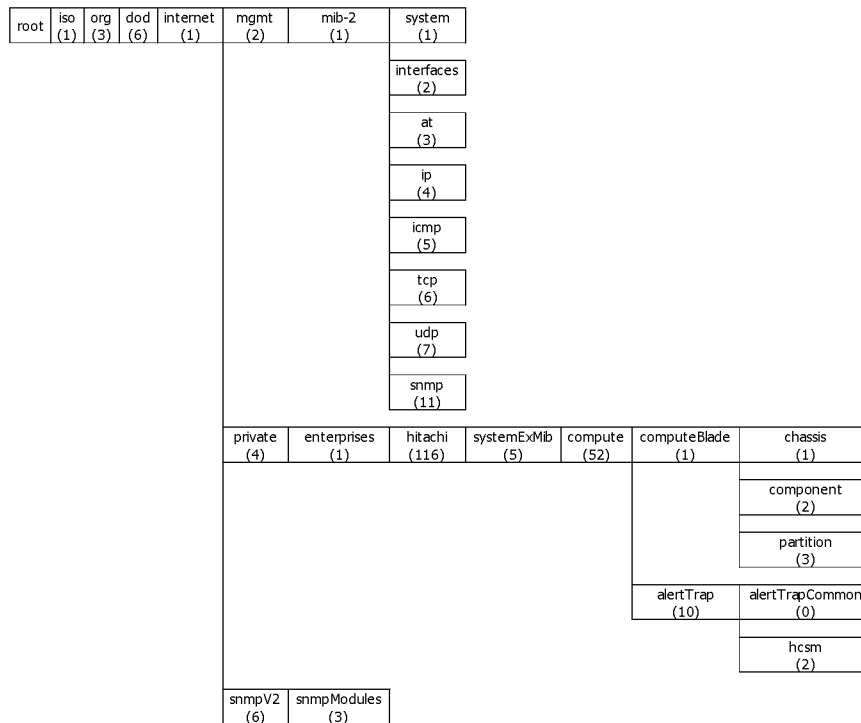 root iso org dod internet mgmt mib-2 system
(1) (3) (6) (1) (2) (1) (1)
interfaces
(2)
at
(3)
ip
(4)
icmp
(5)
tcp
(6)
udp
(7)
snmp
(11)
private enterprises hitachi systemExMib compute computeBlade chassis
(4) (1) (116) (5) (52) (1) (1)
component
(2)
partition
(3)
alertTrap alertTrapCommon
(10) (0)
hcsm
(2)
snmpV2 snmpModules
(6) (3)